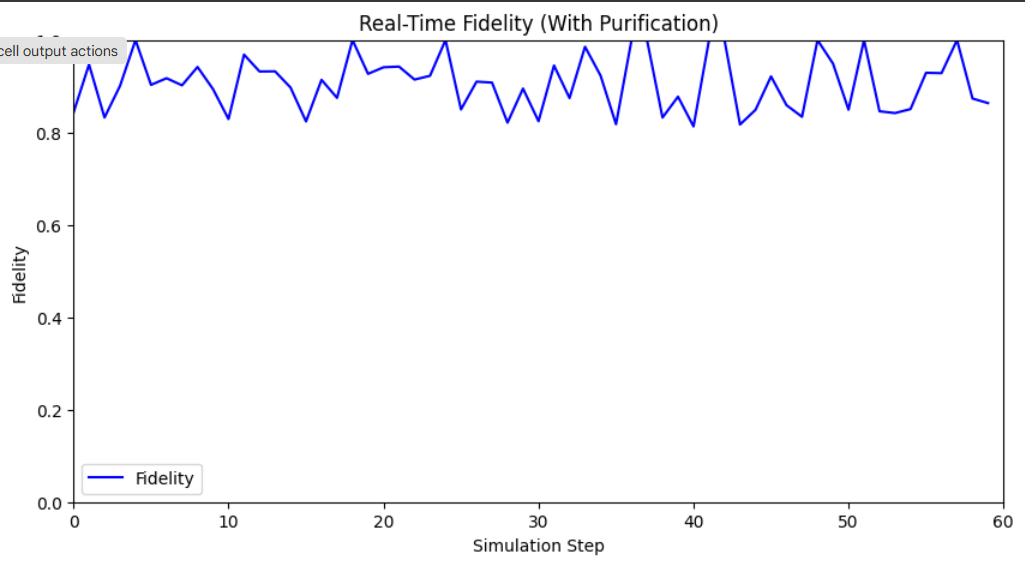 Real-Time Fidelity (With Purification)
cell output actions
0.8
0.6
0.4
0.2
0.0
Fidelity
Fidelity
0 10 20 30 40 50 60
Simulation Step